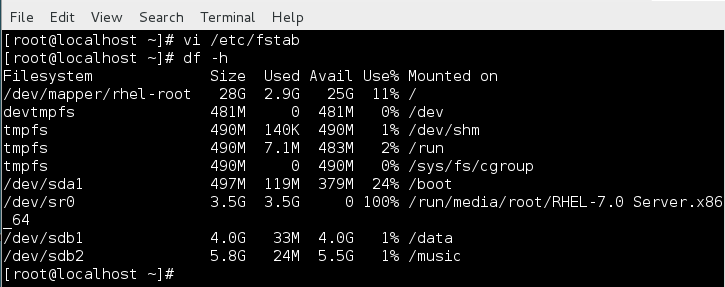 File Edit View Search Terminal Help
[root@localhost ~]# vi /etc/fstab
[root@localhost ~]# df -h
Filesystem             Size  Used Avail Use% Mounted on
/dev/mapper/rhel-root   28G  2.9G   25G  11% /
devtmpfs               481M     0  481M   0% /dev
tmpfs                  490M  140K  490M   1% /dev/shm
tmpfs                  490M  7.1M  483M   2% /run
tmpfs                  490M     0  490M   0% /sys/fs/cgroup
/dev/sda1              497M  119M  379M  24% /boot
/dev/sr0               3.5G  3.5G     0 100% /run/media/root/RHEL-7.0 Server.x86
_64
/dev/sdb1              4.0G   33M  4.0G   1% /data
/dev/sdb2              5.8G   24M  5.5G   1% /music
[root@localhost ~]#